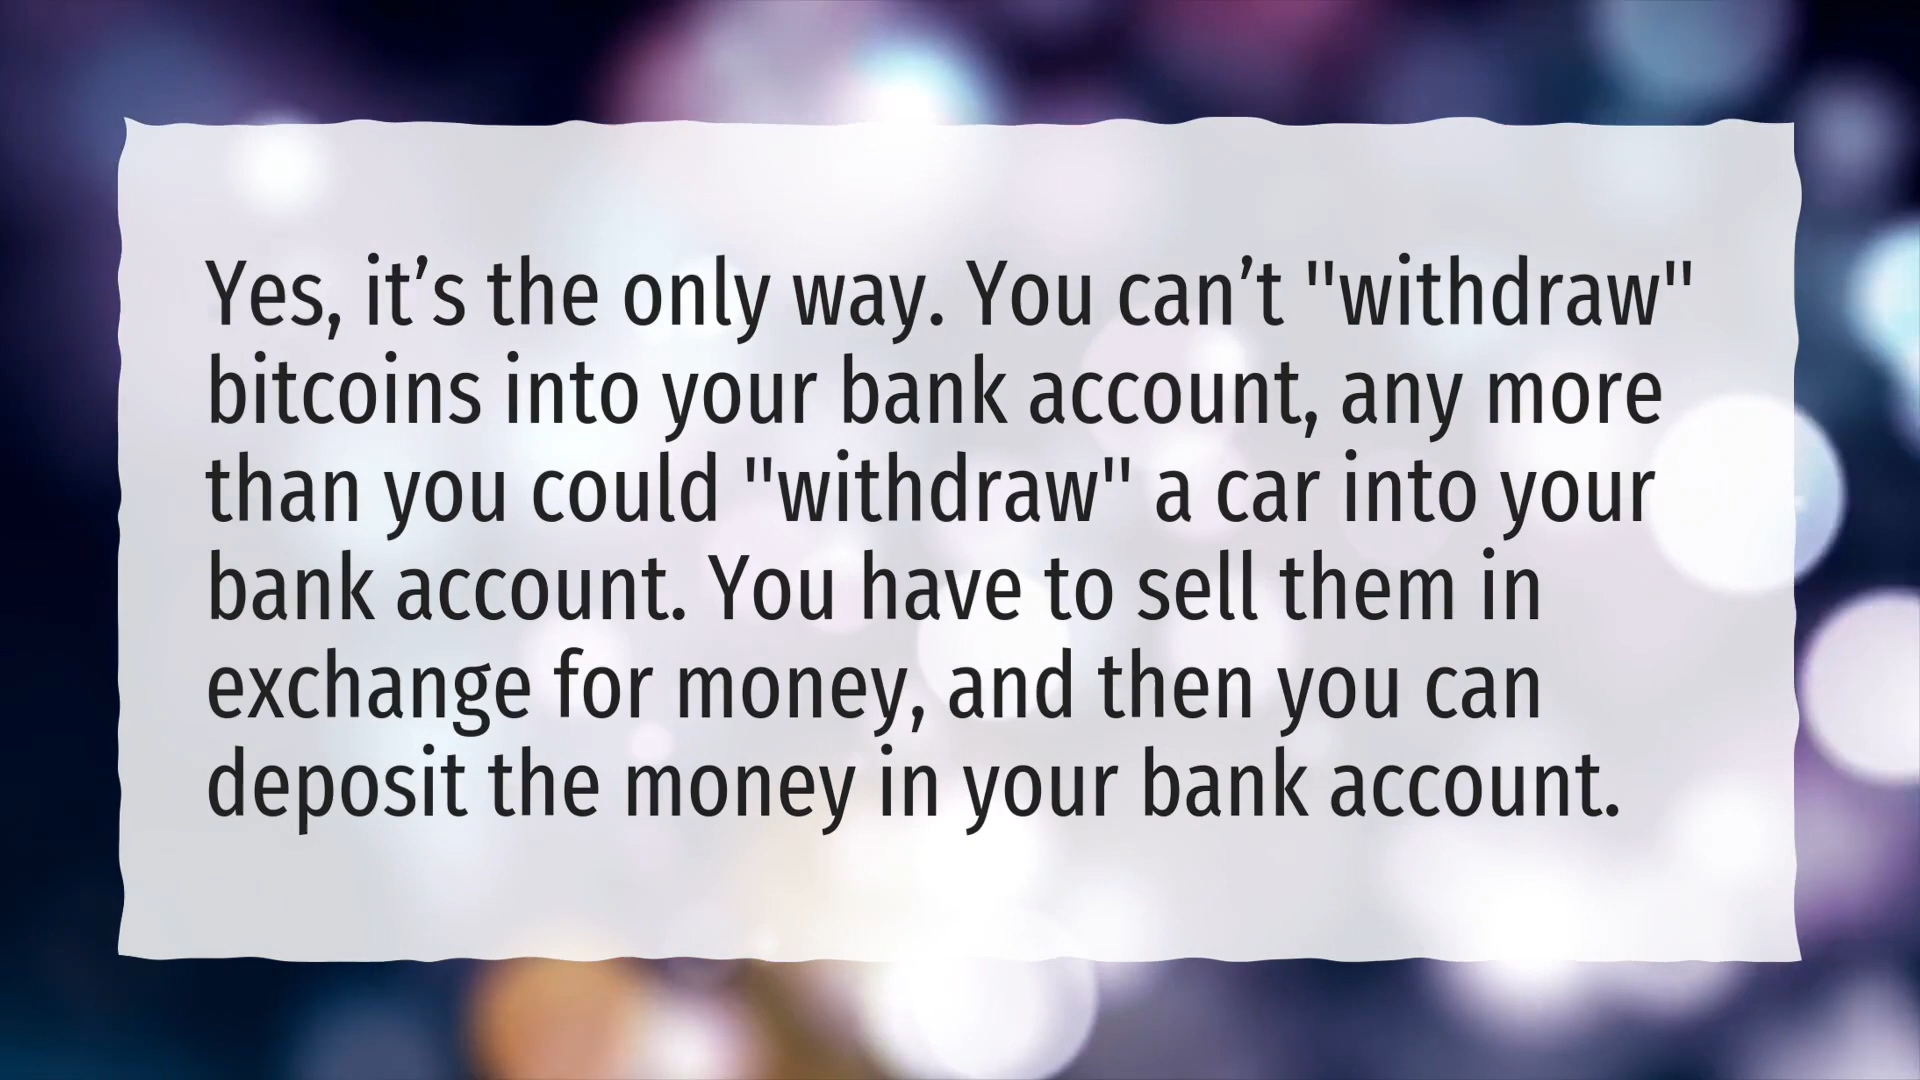 Yes, it’s the only way. You can’t "withdraw"
bitcoins into your bank account, any more
than you could "withdraw" a car into your
bank account. You have to sell them in
exchange for money, and then you can
deposit the money in your bank account.